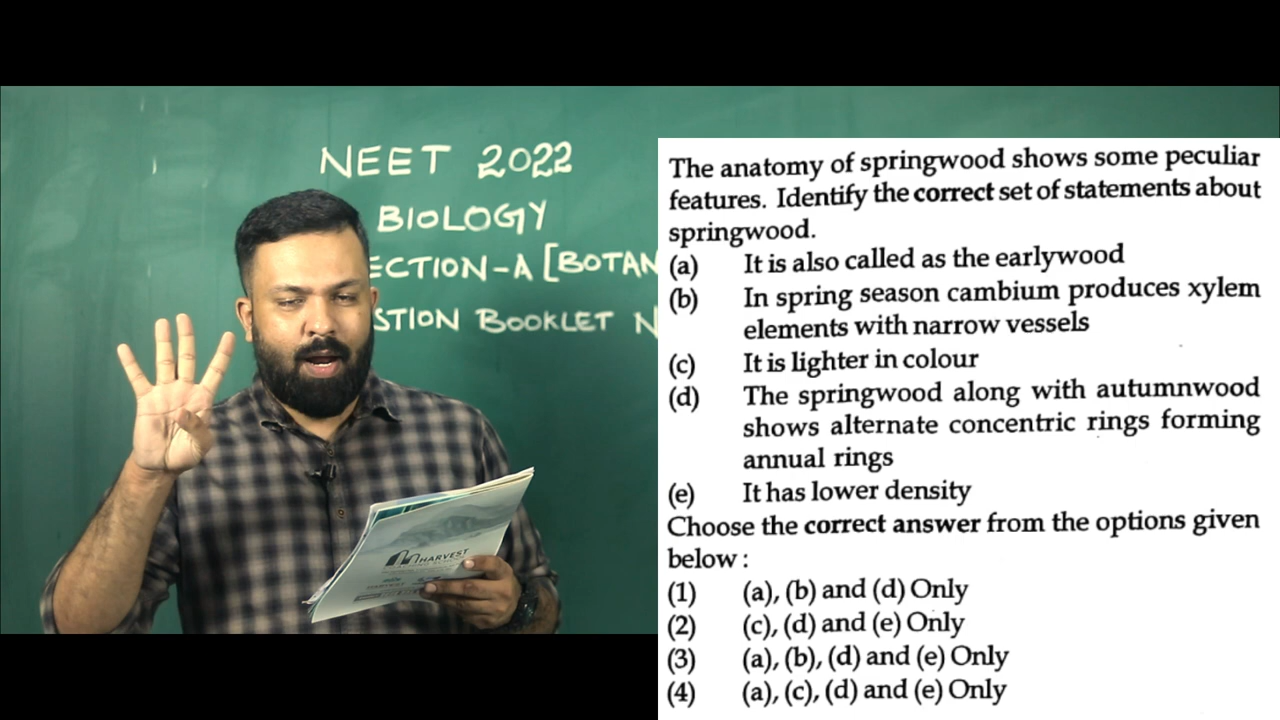 NEET 2022
BIOLOGY
ECTION-A [BOTAN
STION BOOKLET N
HARVEST
The anatomy of springwood shows some peculiar
features. Identify the correct set of statements about
springwood.
(a) It is also called as the earlywood
(b) In spring season cambium produces xylem
elements with narrow vessels
(c) It is lighter in colour
(d) The springwood along with autumnwood
shows alternate concentric rings forming
annual rings
(e) It has lower density
Choose the correct answer from the options given
below :
(1) (a), (b) and (d) Only
(2) (c), (d) and (e) Only
(3) (a), (b), (d) and (e) Only
(4) (a), (c), (d) and (e) Only